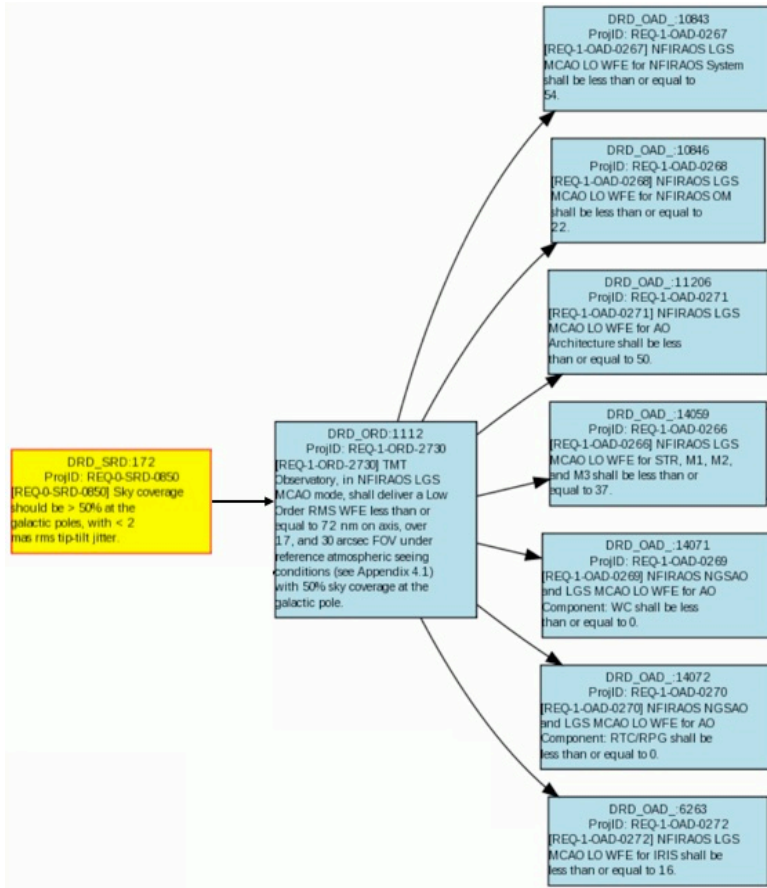 DRD_OAD_:10843
ProjID: REQ-1-OAD-0267
[REQ-1-OAD-0267] NFIRAOS LGS
MCAO LO WFE for NFIRAOS System
shall be less than or equal to
54.
DRD_OAD_:10846
ProjID: REQ-1-OAD-0268
[REQ-1-OAD-0268] NFIRAOS LGS
MCAO LO WFE for NFIRAOS OM
shall be less than or equal to
22.
DRD_OAD_:11206
ProjID: REQ-1-OAD-0271
[REQ-1-OAD-0271] NFIRAOS LGS
MCAO LO WFE for AO
Architecture shall be less
than or equal to 50.
DRD_SRD:172
ProjID: REQ-0-SRD-0850
[REQ-0-SRD-0850] Sky coverage
should be > 50% at the
galactic poles, with < 2
mas rms tip-tilt jitter.
DRD_ORD:1112
ProjID: REQ-1-ORD-2730
[REQ-1-ORD-2730] TMT
Observatory, in NFIRAOS LGS
MCAO mode, shall deliver a Low
Order RMS WFE less than or
equal to 72 nm on axis, over
17, and 30 arcsec FOV under
reference atmospheric seeing
conditions (see Appendix 4.1)
with 50% sky coverage at the
galactic pole.
DRD_OAD_:14059
ProjID: REQ-1-OAD-0266
[REQ-1-OAD-0266] NFIRAOS LGS
MCAO LO WFE for STR, M1, M2,
and M3 shall be less than or
equal to 37.
DRD_OAD_:14071
ProjID: REQ-1-OAD-0269
[REQ-1-OAD-0269] NFIRAOS NGSAO
and LGS MCAO LO WFE for AO
Component: WC shall be less
than or equal to 0.
DRD_OAD_:14072
ProjID: REQ-1-OAD-0270
[REQ-1-OAD-0270] NFIRAOS NGSAO
and LGS MCAO LO WFE for AO
Component: RTC/RPG shall be
less than or equal to 0.
DRD_OAD_:6263
ProjID: REQ-1-OAD-0272
[REQ-1-OAD-0272] NFIRAOS LGS
MCAO LO WFE for IRIS shall be
less than or equal to 16.